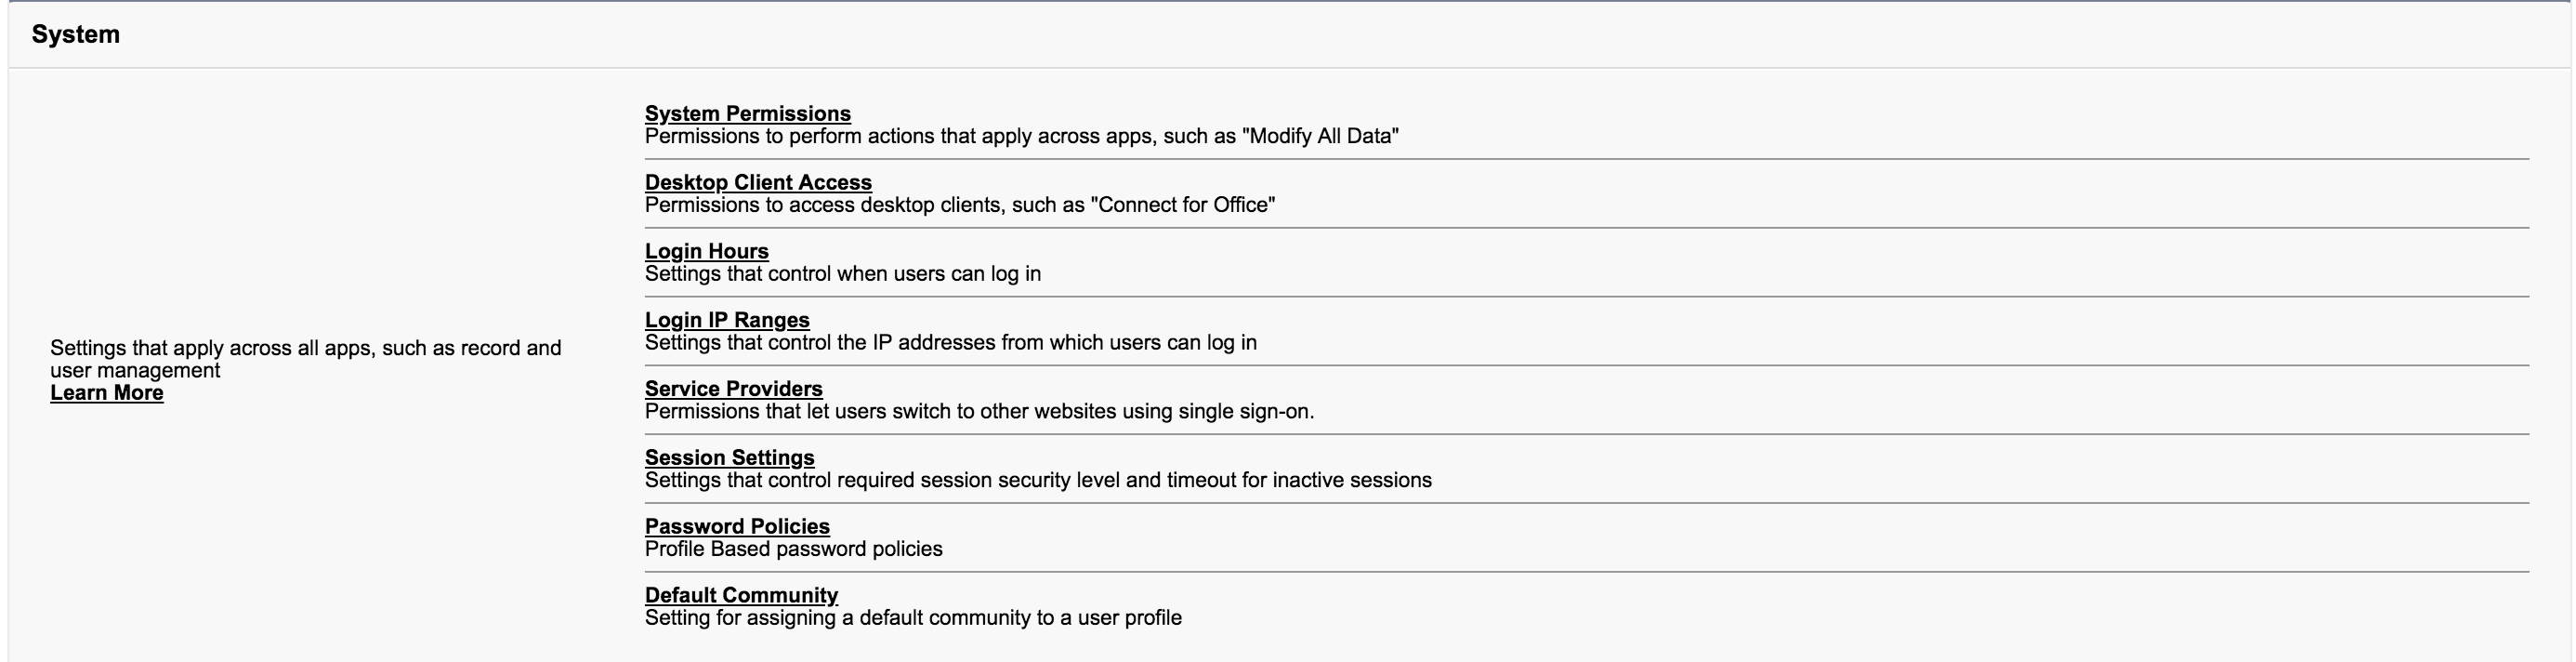 System
Settings that apply across all apps, such as record and
user management
Learn More
System Permissions
Permissions to perform actions that apply across apps, such as "Modify All Data"
Desktop Client Access
Permissions to access desktop clients, such as "Connect for Office"
Login Hours
Settings that control when users can log in
Login IP Ranges
Settings that control the IP addresses from which users can log in
Service Providers
Permissions that let users switch to other websites using single sign-on.
Session Settings
Settings that control required session security level and timeout for inactive sessions
Password Policies
Profile Based password policies
Default Community
Setting for assigning a default community to a user profile